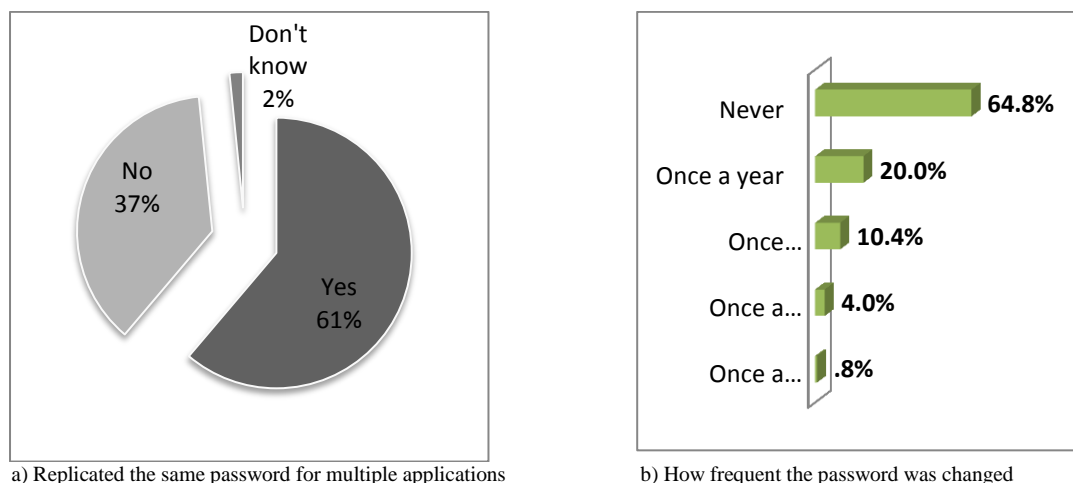 Don't
know
2%
No
37%
Yes
61%
a) Replicated the same password for multiple applications
Never
64.8%
Once a year
20.0%
Once...
10.4%
Once a...
4.0%
Once a...
.8%
b) How frequent the password was changed